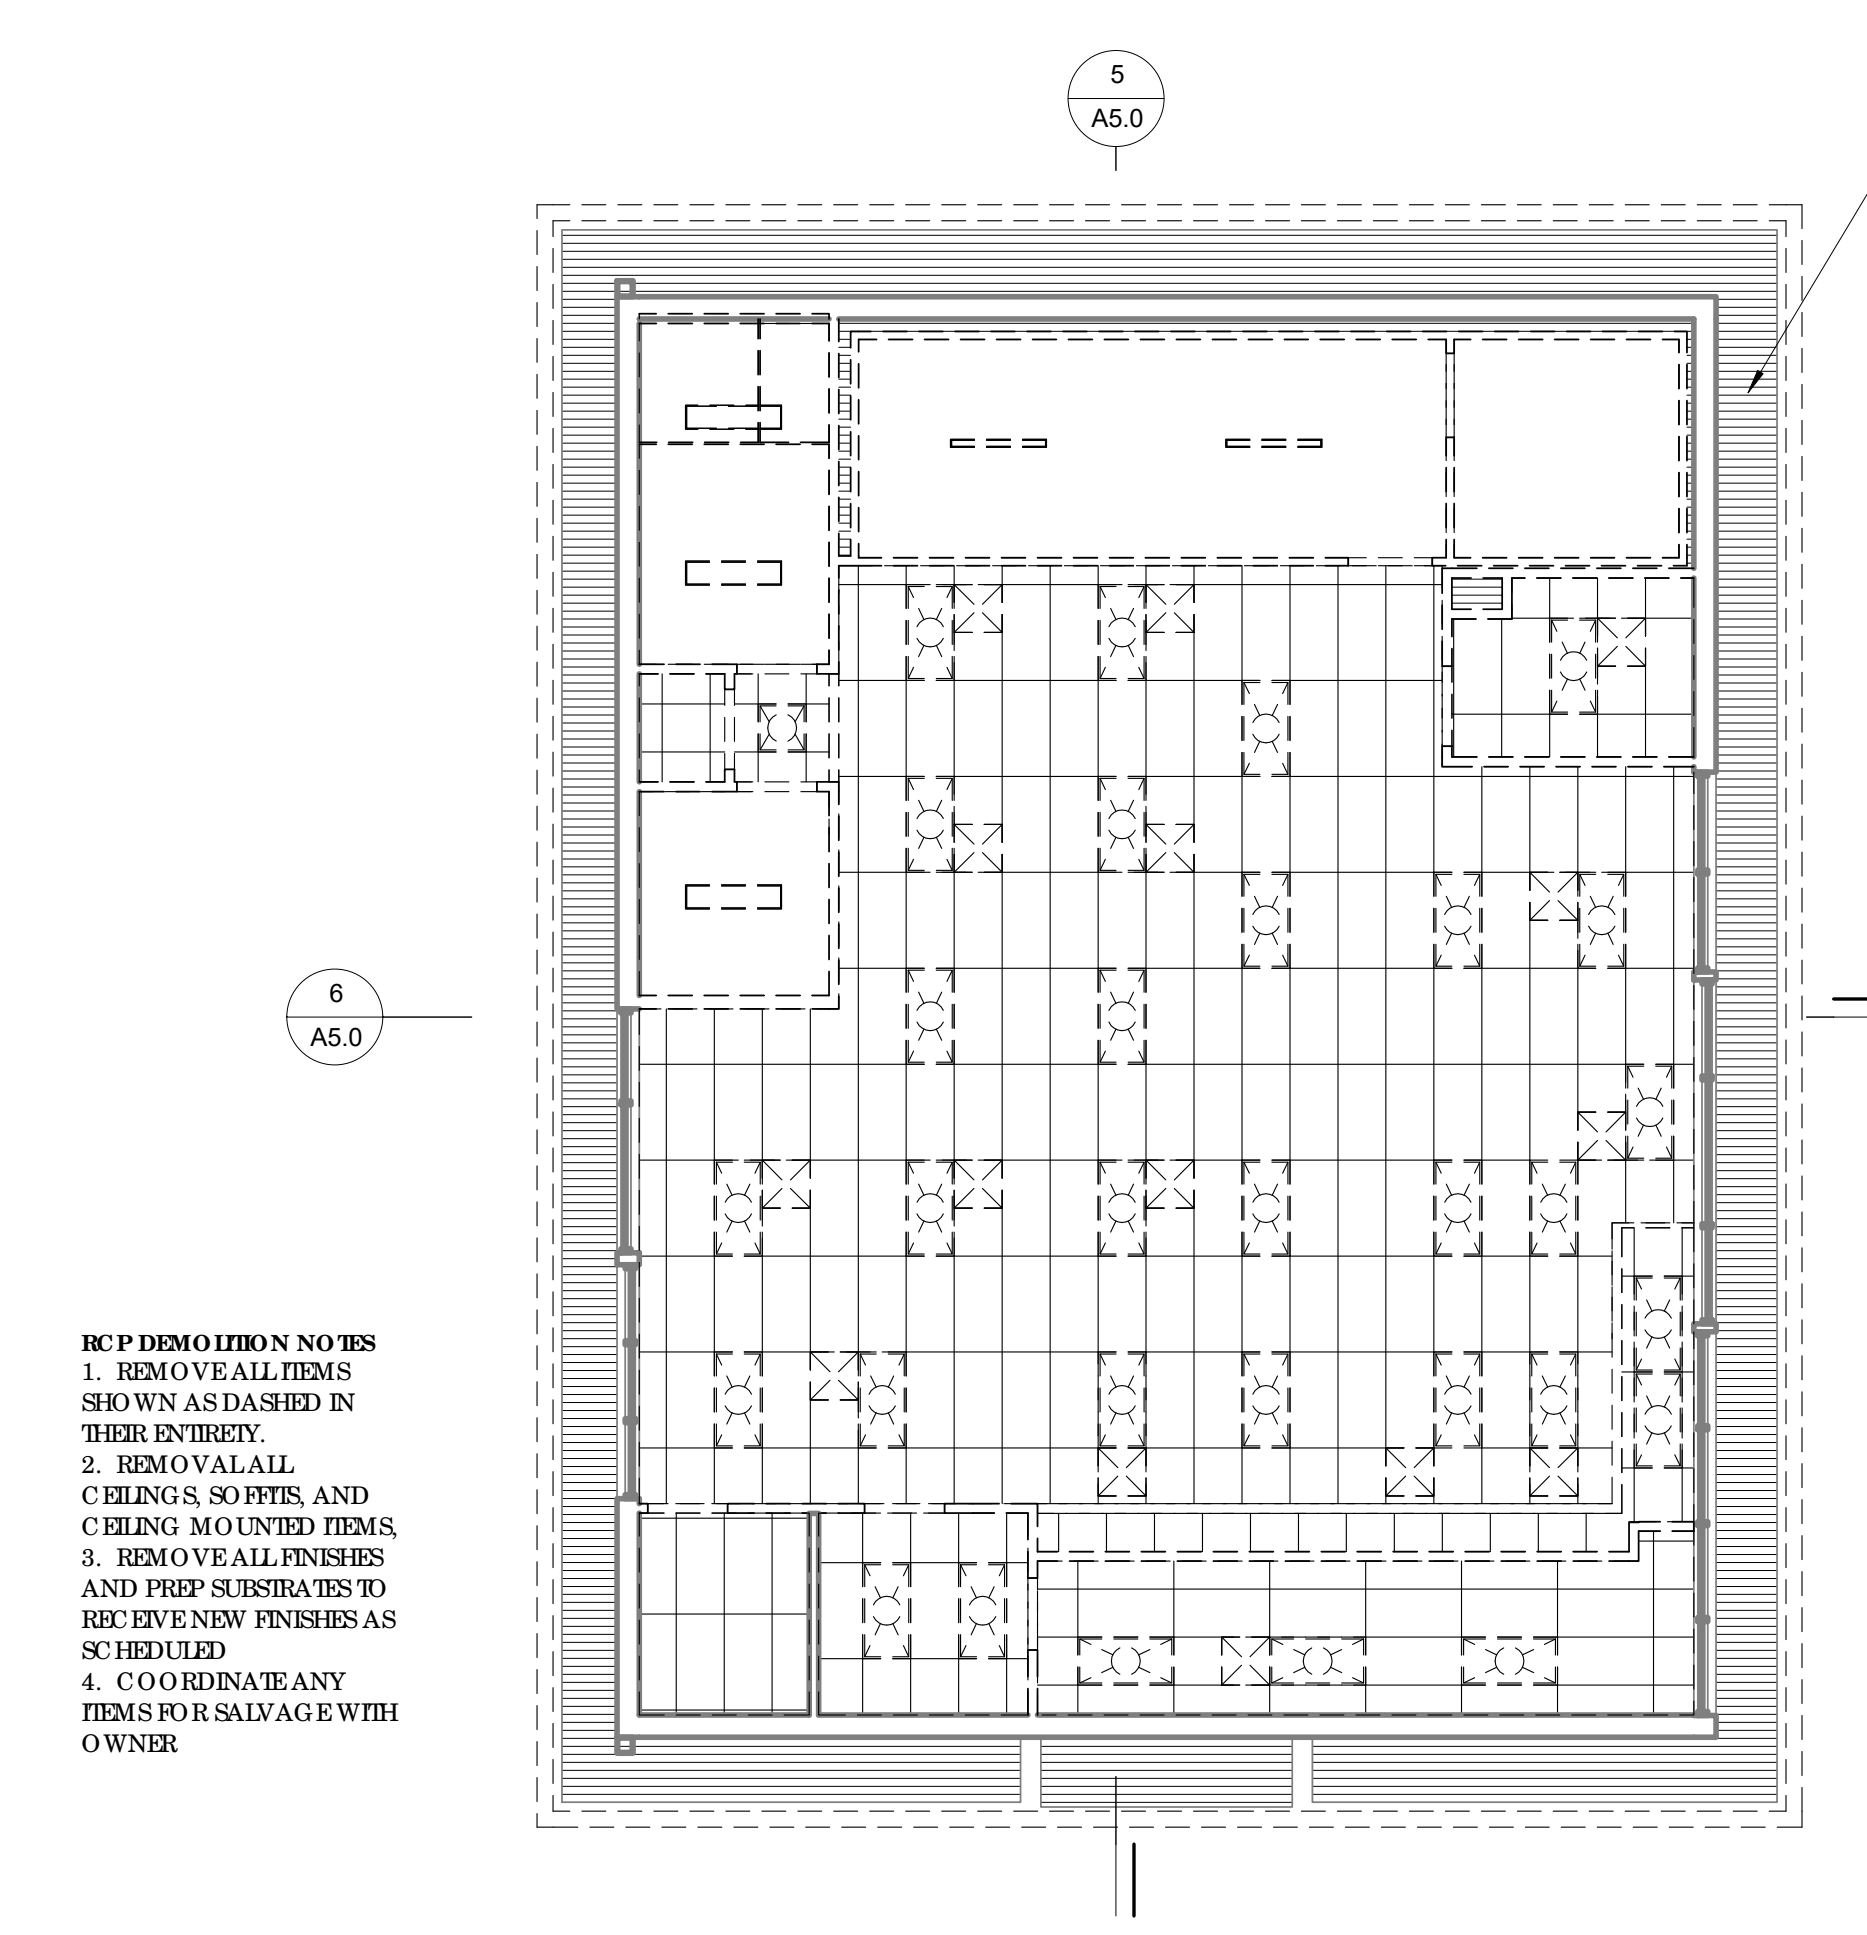 5
A5.0
6
A5.0
RCP DEMOLITION NOTES
1. REMOVE ALL ITEMS
SHOWN AS DASHED IN
THEIR ENTIRETY.
2. REMOVAL ALL
CEILINGS, SOFFITS, AND
CEILING MOUNTED ITEMS,
3. REMOVE ALL FINISHES
AND PREP SUBSTRATES TO
RECEIVE NEW FINISHES AS
SCHEDULED
4. COORDINATE ANY
ITEMS FOR SALVAGE WITH
OWNER